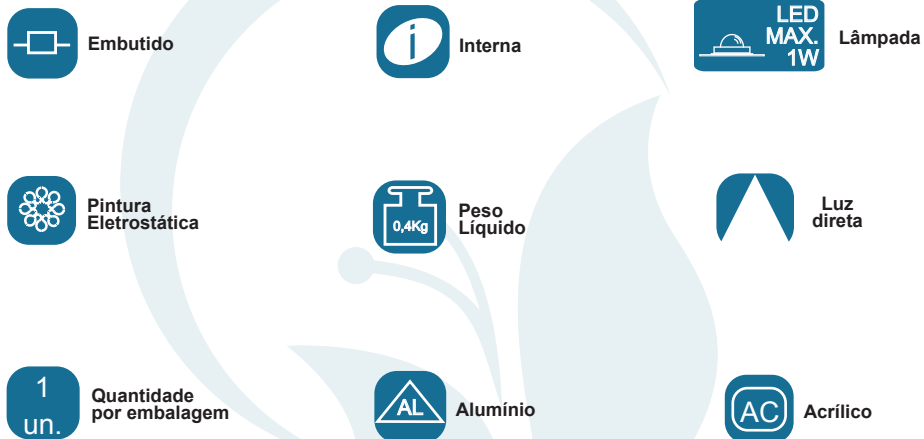 Embutido
i
Interna
LED
MAX.
1W
Lâmpada
Pintura
Eletrostática
0,4Kg
Peso
Líquido
Luz
direta
1
un.
Quantidade
por embalagem
AL
Alumínio
AC
Acrílico